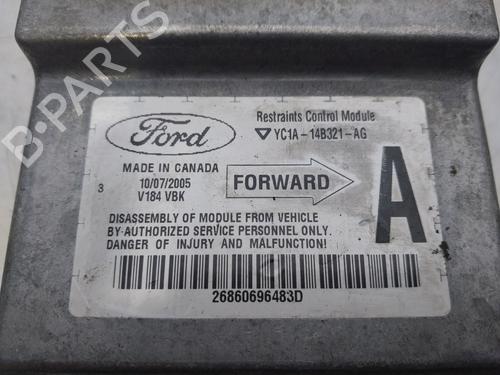 Ford
Restraints Control Module
YC1A-14B321-AG
MADE IN CANADA
10/07/2005
3
V184 VBK
FORWARD
A
DISASSEMBLY OF MODULE FROM VEHICLE
BY AUTHORIZED SERVICE PERSONNEL ONLY.
DANGER OF INJURY AND MALFUNCTION!
26860696483D